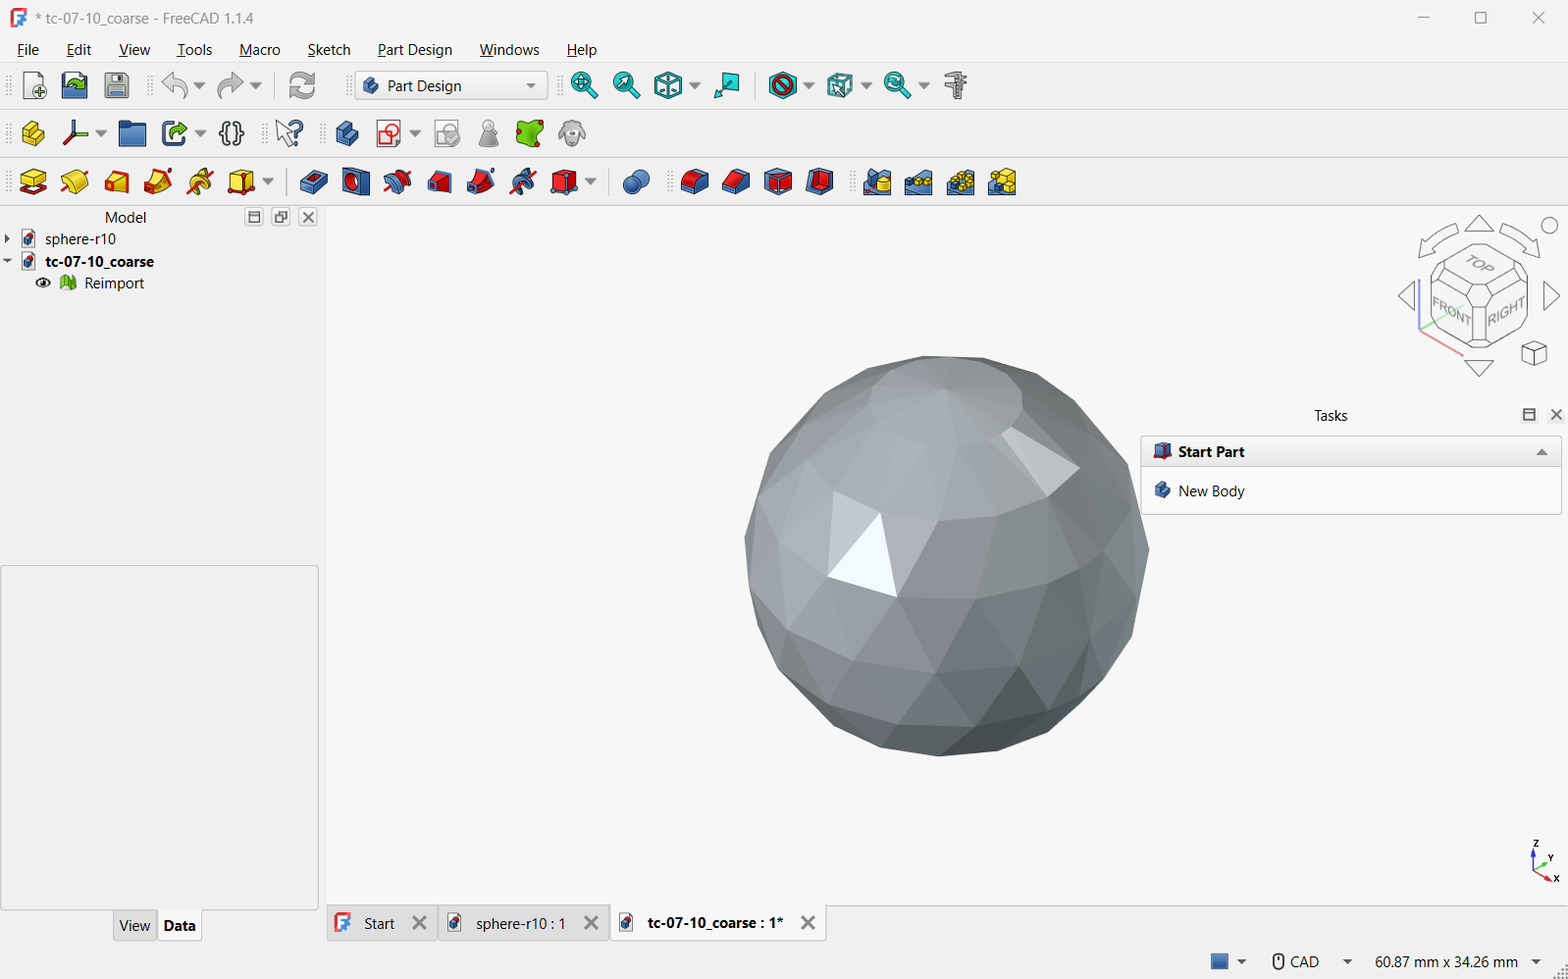 * tc-07-10_coarse - FreeCAD 1.1.4
File Edit View Tools Macro Sketch Part Design Windows Help
Part Design
Model
sphere-r10
tc-07-10_coarse
Reimport
TOP
FRONT RIGHT
Tasks
Start Part
New Body
Z
Y
X
View Data
Start sphere-r10 : 1 tc-07-10_coarse : 1*
CAD 60.87 mm x 34.26 mm